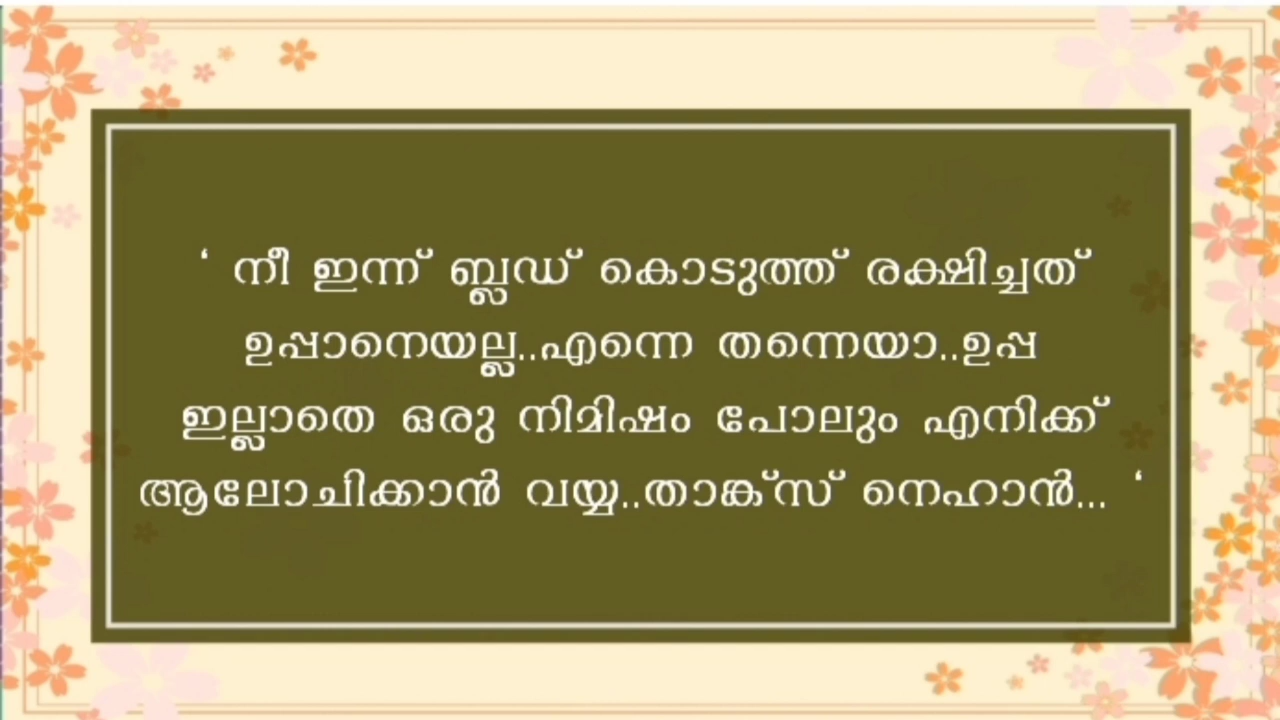 ‘ നീ ഇന്ന് ബ്ലഡ് കൊടുത്ത് രക്ഷിച്ചത്
ഉപ്പാനെയല്ല..എന്നെ തന്നെയാ..ഉപ്പ
ഇല്ലാതെ ഒരു നിമിഷം പോലും എനിക്ക്
ആലോചിക്കാൻ വയ്യ..താങ്ക്സ് നെഹാൻ... ‘